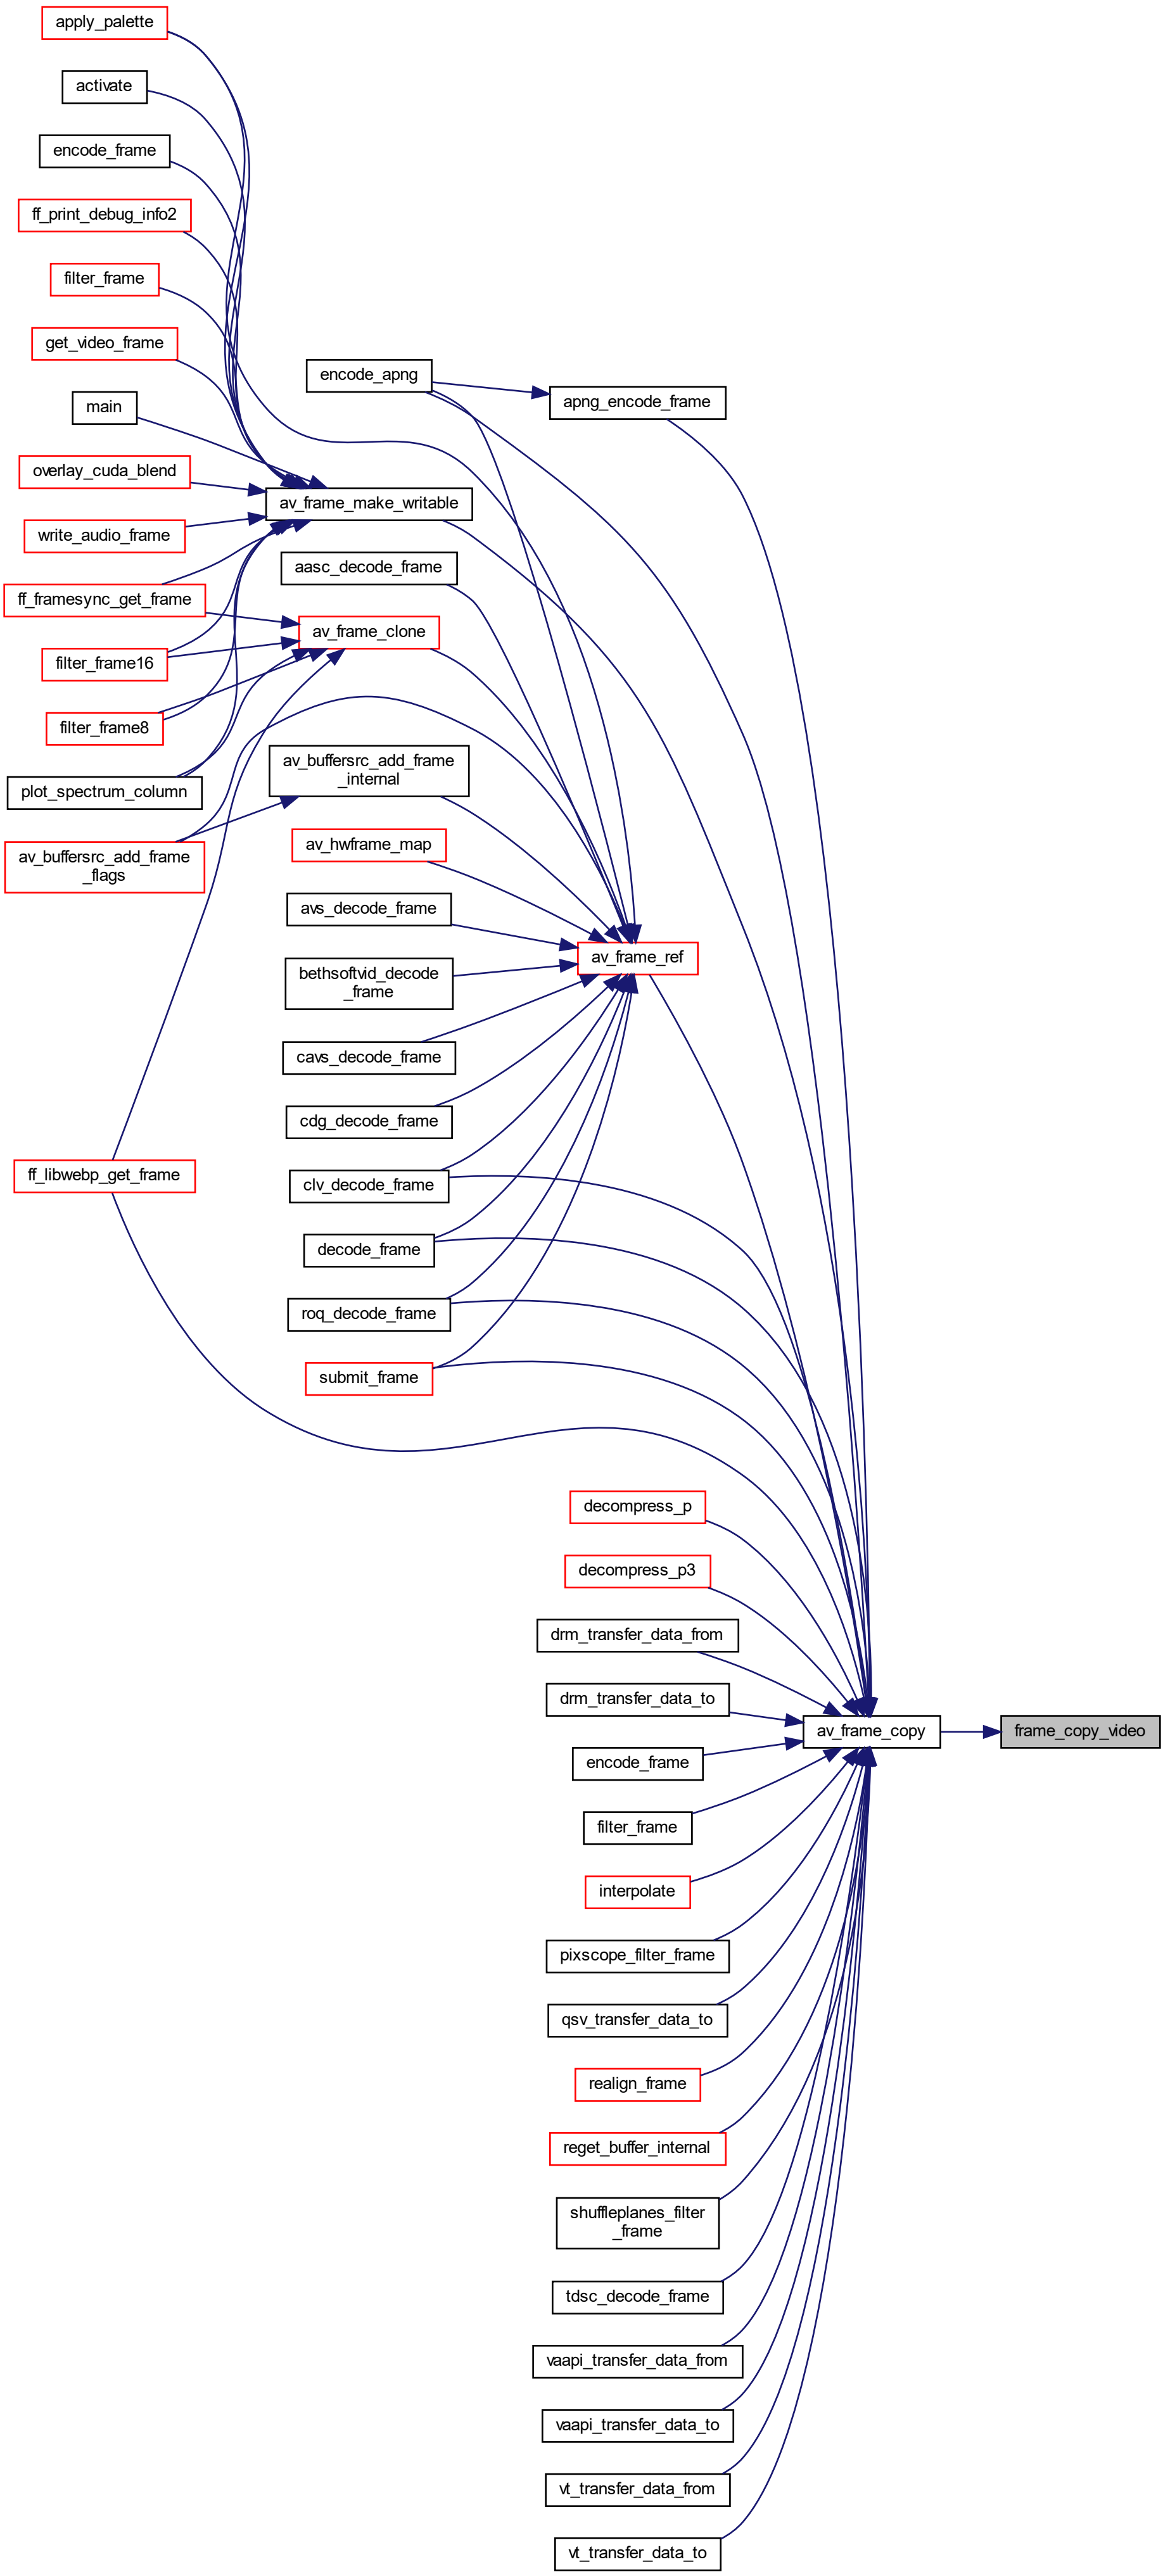 apply_palette
activate
encode_frame
ff_print_debug_info2
filter_frame
get_video_frame
main
overlay_cuda_blend
write_audio_frame
ff_framesync_get_frame
filter_frame16
filter_frame8
plot_spectrum_column
av_buffersrc_add_frame
_flags
ff_libwebp_get_frame
encode_apng
av_frame_make_writable
aasc_decode_frame
av_frame_clone
av_buffersrc_add_frame
_internal
av_hwframe_map
avs_decode_frame
bethsoftvid_decode
_frame
cavs_decode_frame
cdg_decode_frame
clv_decode_frame
decode_frame
roq_decode_frame
submit_frame
apng_encode_frame
av_frame_ref
decompress_p
decompress_p3
drm_transfer_data_from
drm_transfer_data_to
encode_frame
filter_frame
interpolate
pixscope_filter_frame
qsv_transfer_data_to
realign_frame
reget_buffer_internal
shuffleplanes_filter
_frame
tdsc_decode_frame
vaapi_transfer_data_from
vaapi_transfer_data_to
vt_transfer_data_from
vt_transfer_data_to
av_frame_copy
frame_copy_video